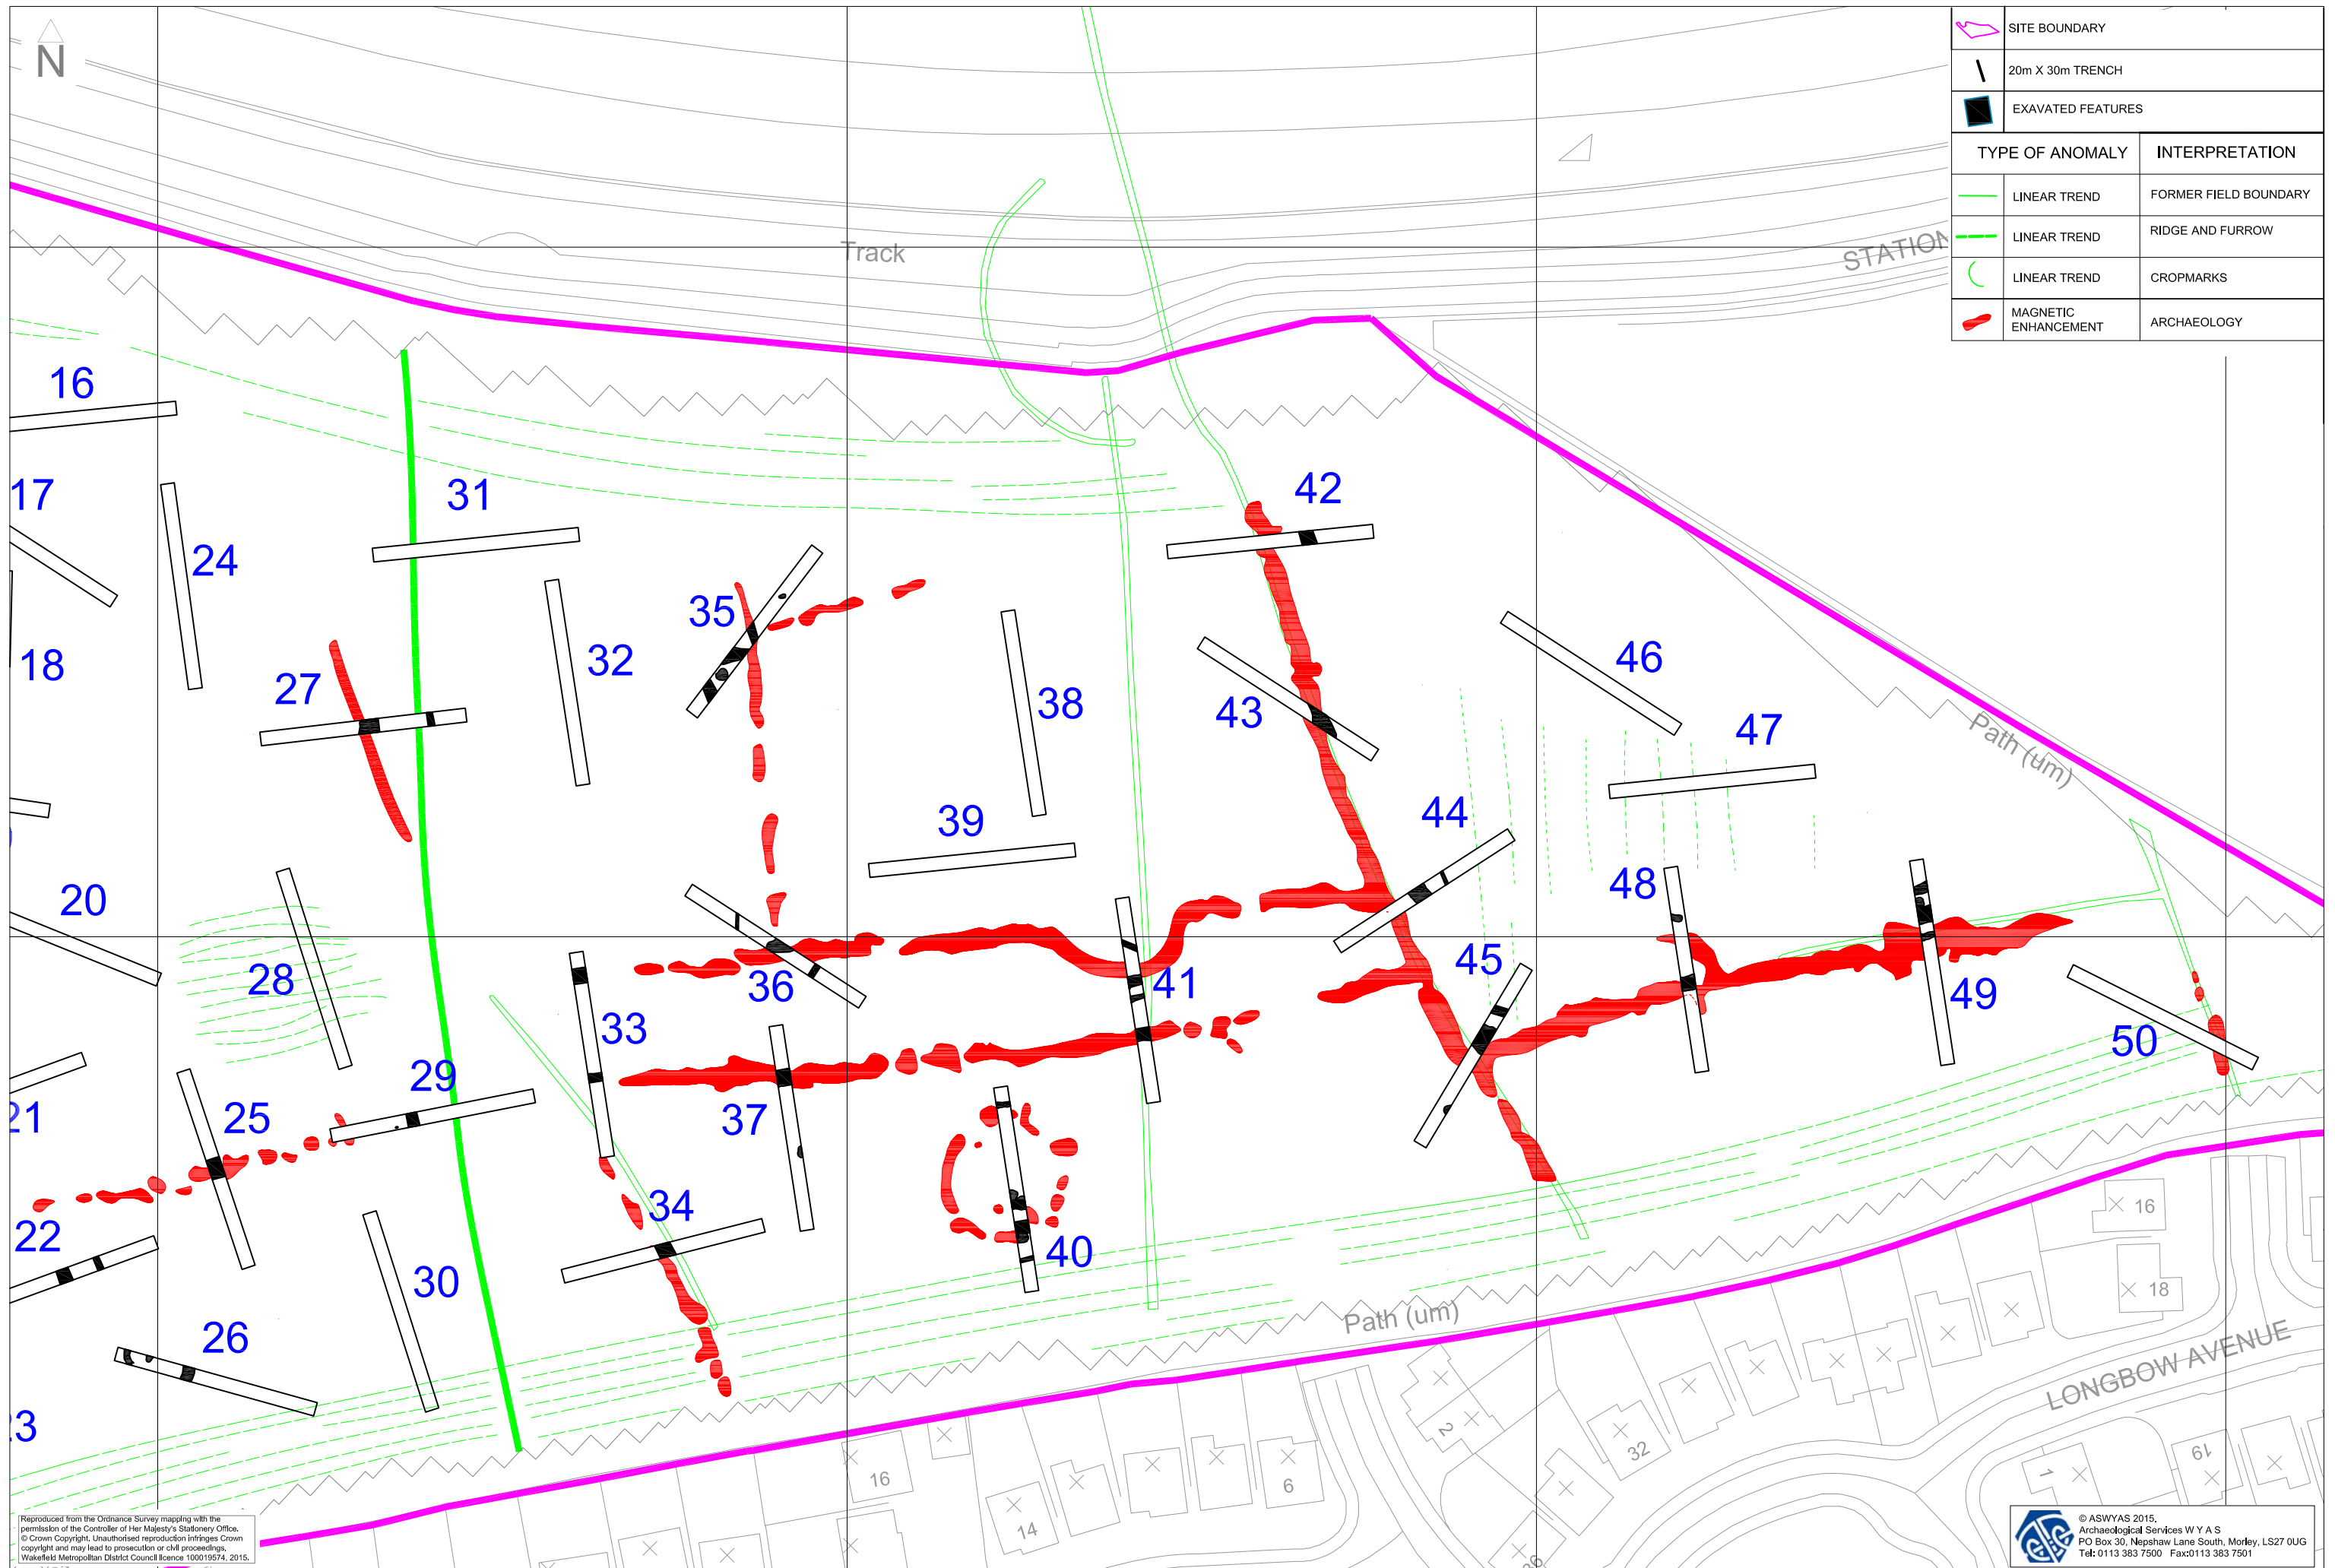 N
SITE BOUNDARY
20m X 30m TRENCH
EXAVATED FEATURES
TYPE OF ANOMALY INTERPRETATION
LINEAR TREND FORMER FIELD BOUNDARY
LINEAR TREND RIDGE AND FURROW
LINEAR TREND CROPMARKS
MAGNETIC
ENHANCEMENT
ARCHAEOLOGY
Track
STATION
16
17
31
42
24
35
32
18
27
46
38
43
47
39
44
48
20
28
36
41
45
49
33
50
29
21
25
37
34
22
40
30
26
23
Path (um)
Path (um)
16
18
LONGBOW AVENUE
2
32
16
14
6
1
19
36
Reproduced from the Ordnance Survey mapping with the
permission of the Controller of Her Majesty's Stationery Office.
© Crown Copyright. Unauthorised reproduction infringes Crown
copyright and may lead to prosecution or civil proceedings.
Wakefield Metropolitan District Council licence 100019574, 2015.
© ASWYAS 2015.
Archaeological Services W Y A S
PO Box 30, Nepshaw Lane South, Morley, LS27 0UG
Tel: 0113 383 7500 Fax:0113 383 7501